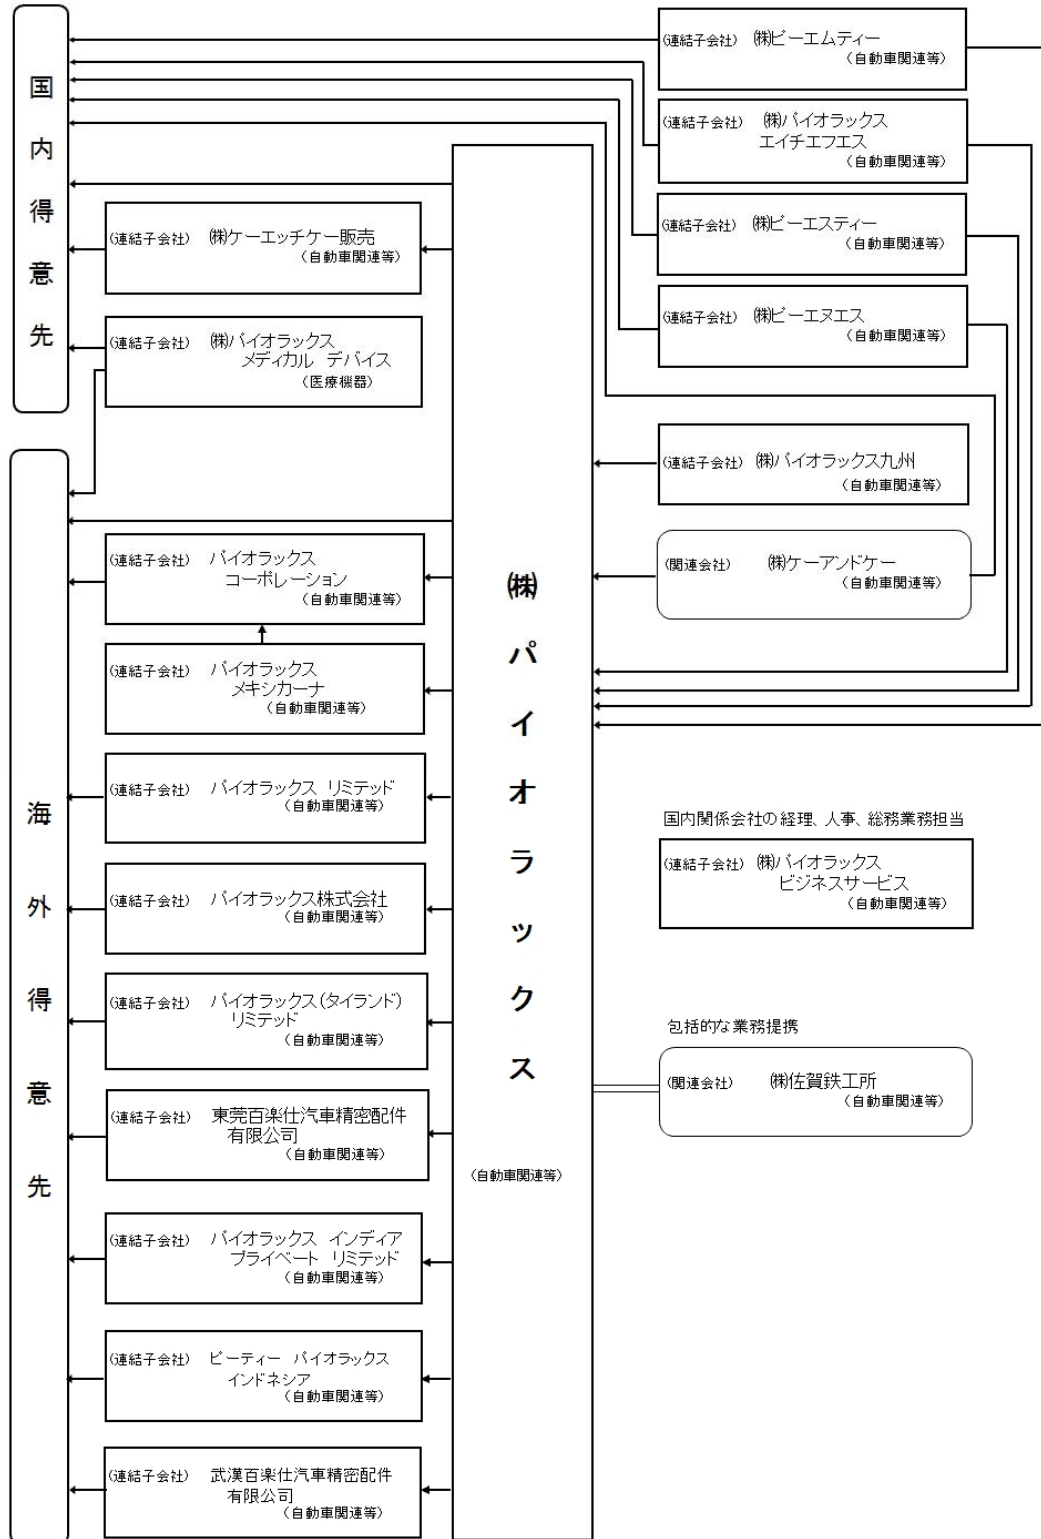 国内得意先
(連結子会社) ㈱ピーエムティー
(自動車関連等)
(連結子会社) ㈱パイオラックス
エイチエフエス
(自動車関連等)
(連結子会社) ㈱ピーエスティー
(自動車関連等)
(連結子会社) ㈱ピーエヌエス
(自動車関連等)
(連結子会社) ㈱ケーエッチケー販売
(自動車関連等)
(連結子会社) ㈱パイオラックス
メディカル デバイス
(医療機器)
(連結子会社) ㈱パイオラックス九州
(自動車関連等)
(関連会社) ㈱ケーアンドケー
(自動車関連等)
海外得意先
(連結子会社) パイオラックス
コーポレーション
(自動車関連等)
(連結子会社) パイオラックス
メキシカーナ
(自動車関連等)
(連結子会社) パイオラックス リミテッド
(自動車関連等)
(連結子会社) パイオラックス株式会社
(自動車関連等)
(連結子会社) パイオラックス(タイランド)
リミテッド
(自動車関連等)
(連結子会社) 東莞百楽仕汽車精密配件
有限公司
(自動車関連等)
(連結子会社) パイオラックス インディア
プライベート リミテッド
(自動車関連等)
(連結子会社) ピーティー パイオラックス
インドネシア
(自動車関連等)
(連結子会社) 武漢百楽仕汽車精密配件
有限公司
(自動車関連等)
㈱パイオラックス
(自動車関連等)
国内関係会社の経理、人事、総務業務担当
(連結子会社) ㈱パイオラックス
ビジネスサービス
(自動車関連等)
包括的な業務提携
(関連会社) ㈱佐賀鉄工所
(自動車関連等)